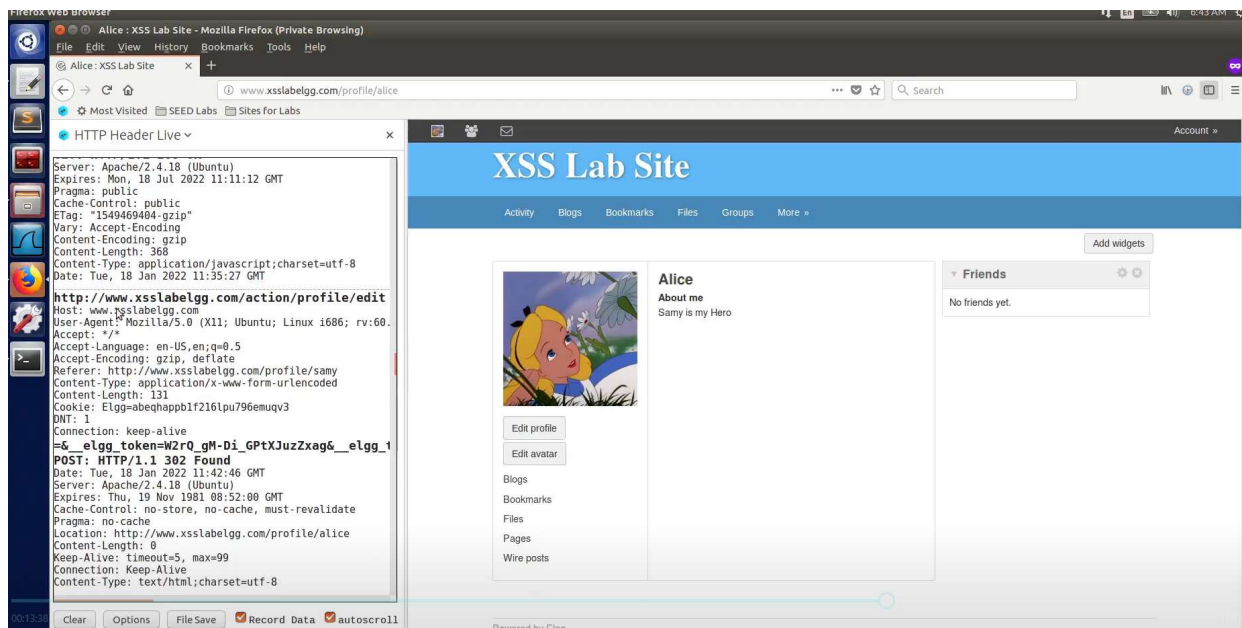 Firefox Web Browser
En 6:43 AM
Alice : XSS Lab Site - Mozilla Firefox (Private Browsing)
File Edit View History Bookmarks Tools Help
Alice : XSS Lab Site × +
www.xsslabelgg.com/profile/alice
Search
Most Visited SEED Labs Sites for Labs
HTTP Header Live
Server: Apache/2.4.18 (Ubuntu)
Expires: Mon, 18 Jul 2022 11:11:12 GMT
Pragma: public
Cache-Control: public
ETag: "1549469404-gzip"
Vary: Accept-Encoding
Content-Encoding: gzip
Content-Length: 368
Content-Type: application/javascript;charset=utf-8
Date: Tue, 18 Jan 2022 11:35:27 GMT
http://www.xsslabelgg.com/action/profile/edit
Host: www.xsslabelgg.com
User-Agent: Mozilla/5.0 (X11; Ubuntu; Linux i686; rv:60.
Accept: */*
Accept-Language: en-US,en;q=0.5
Accept-Encoding: gzip, deflate
Referer: http://www.xsslabelgg.com/profile/samy
Content-Type: application/x-www-form-urlencoded
Content-Length: 131
Cookie: Elgg=abeqhappb1f216lpu796emuqv3
DNT: 1
Connection: keep-alive
=&__elgg_token=W2rQ_gM-Di_GPtXJuzZxag&__elgg_t
POST: HTTP/1.1 302 Found
Date: Tue, 18 Jan 2022 11:42:46 GMT
Server: Apache/2.4.18 (Ubuntu)
Expires: Thu, 19 Nov 1981 08:52:00 GMT
Cache-Control: no-store, no-cache, must-revalidate
Pragma: no-cache
Location: http://www.xsslabelgg.com/profile/alice
Content-Length: 0
Keep-Alive: timeout=5, max=99
Connection: Keep-Alive
Content-Type: text/html;charset=utf-8
00:13:38
Clear Options File Save Record Data autoscroll
Account »
XSS Lab Site
Activity Blogs Bookmarks Files Groups More »
Add widgets
Alice
About me
Samy is my Hero
Edit profile
Edit avatar
Blogs
Bookmarks
Files
Pages
Wire posts
Friends
No friends yet.
Powered by Elgg